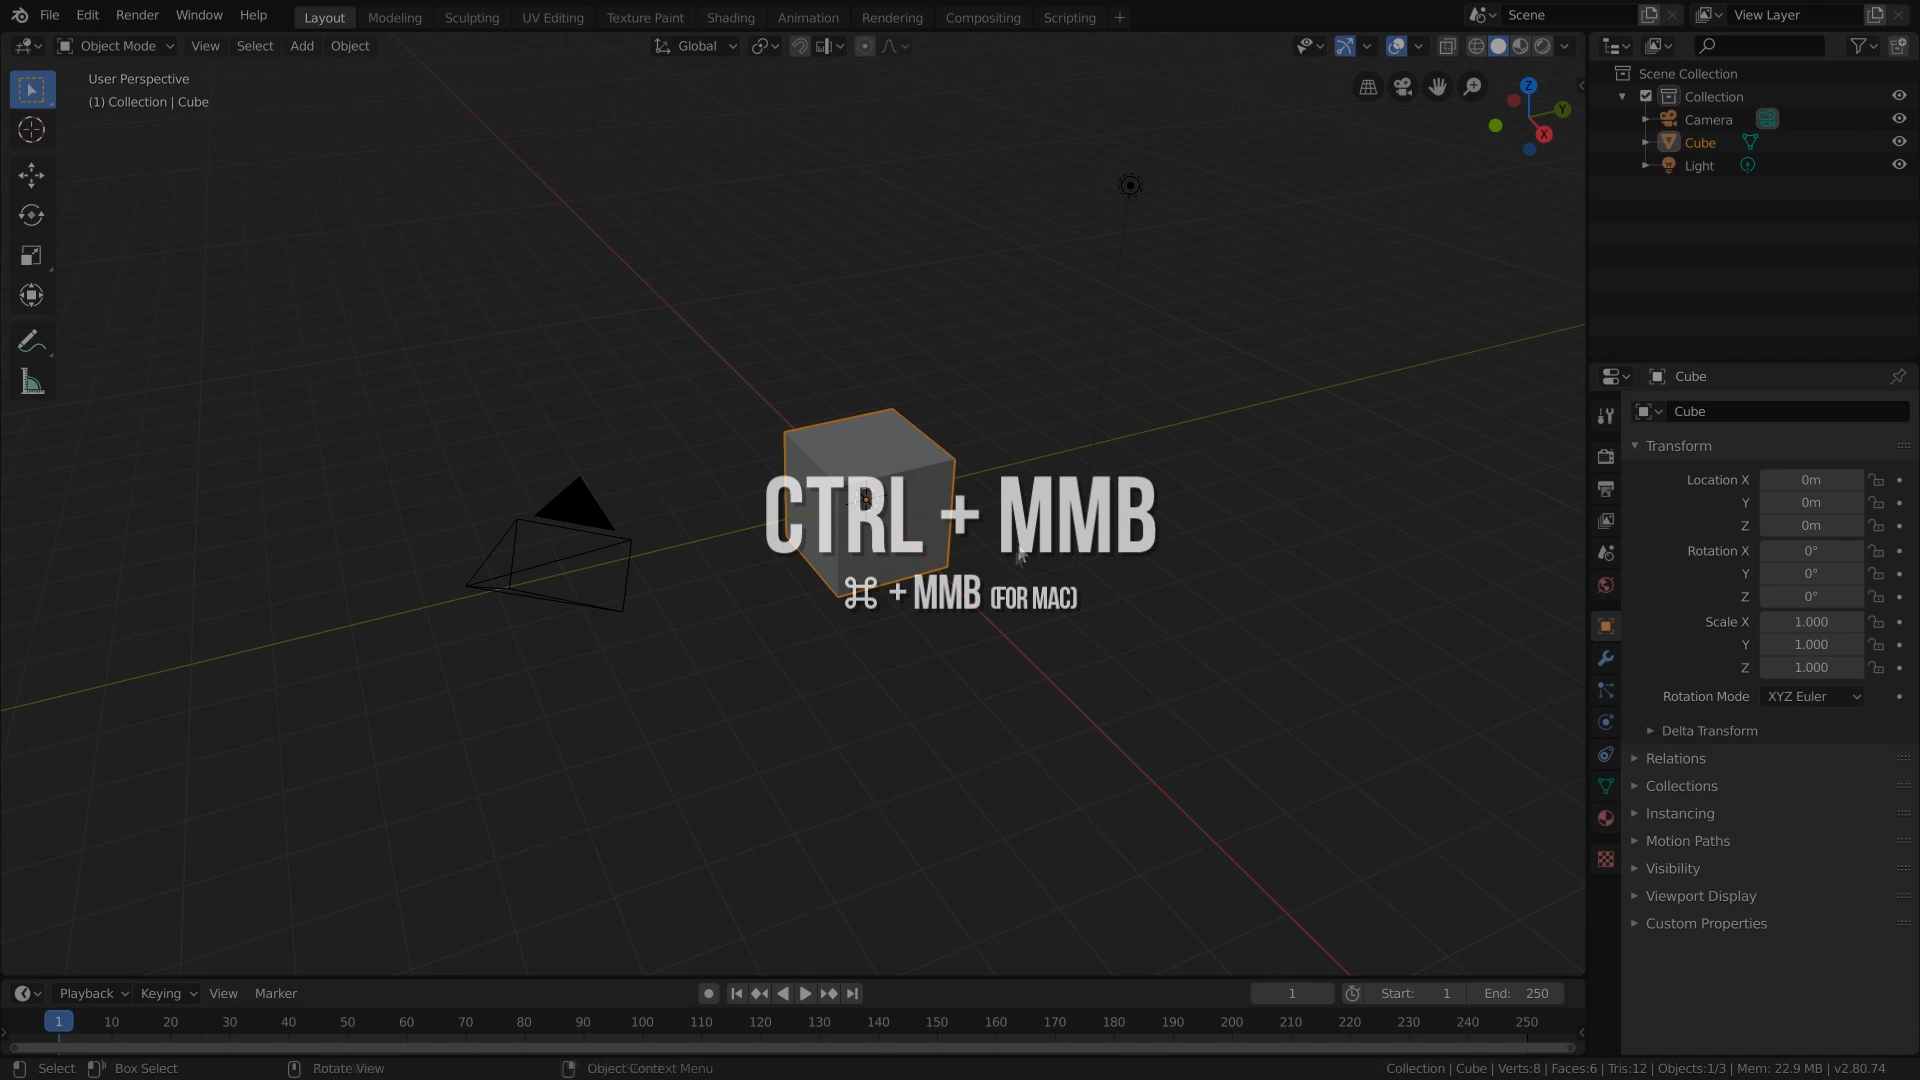 File Edit Render Window Help
Layout Modeling Sculpting UV Editing Texture Paint Shading Animation Rendering Compositing Scripting +
Scene
View Layer
Object Mode View Select Add Object
Global
User Perspective
(1) Collection | Cube
Z
Y
X
Scene Collection
Collection
Camera
Cube
Light
CTRL + MMB
⌘ + MMB (FOR MAC)
Cube
Cube
Transform
Location X 0m
Y 0m
Z 0m
Rotation X 0°
Y 0°
Z 0°
Scale X 1.000
Y 1.000
Z 1.000
Rotation Mode XYZ Euler
Delta Transform
Relations
Collections
Instancing
Motion Paths
Visibility
Viewport Display
Custom Properties
Playback Keying View Marker
1 Start: 1 End: 250
1 10 20 30 40 50 60 70 80 90 100 110 120 130 140 150 160 170 180 190 200 210 220 230 240 250
Select Box Select Rotate View Object Context Menu
Collection | Cube | Verts:8 | Faces:6 | Tris:12 | Objects:1/3 | Mem: 22.9 MB | v2.80.74